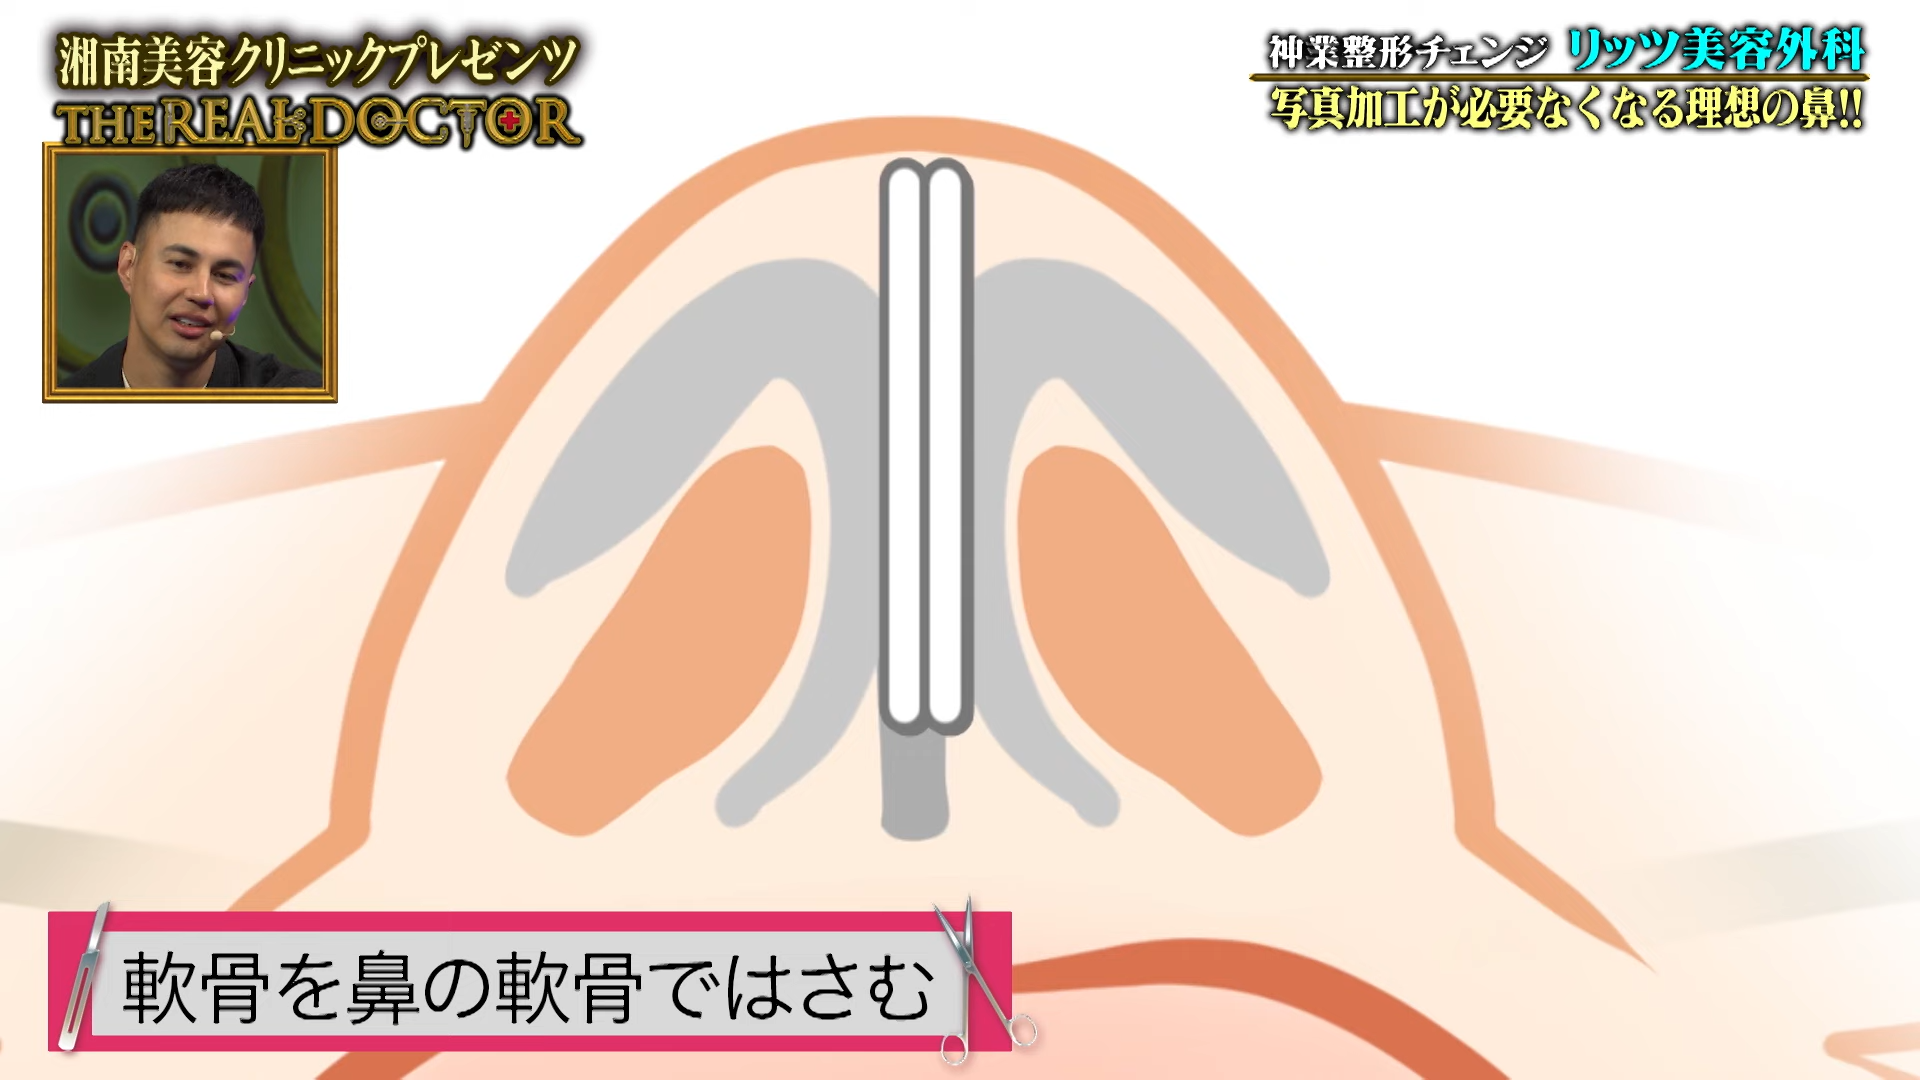 湘南美容クリニックプレゼンツ
THE REAL DOCTOR
神業整形チェンジ リッツ美容外科
写真加工が必要なくなる理想の鼻!!
軟骨を鼻の軟骨ではさむ